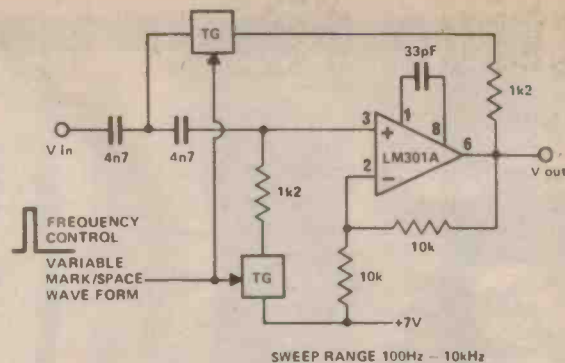 TG
33pF
1k2
1
8
3
+
6
V in
4n7
4n7
LM301A
2
−
V out
1k2
10k
FREQUENCY
CONTROL
VARIABLE
MARK/SPACE
WAVE FORM
TG
10k
+7V
SWEEP RANGE 100Hz – 10kHz